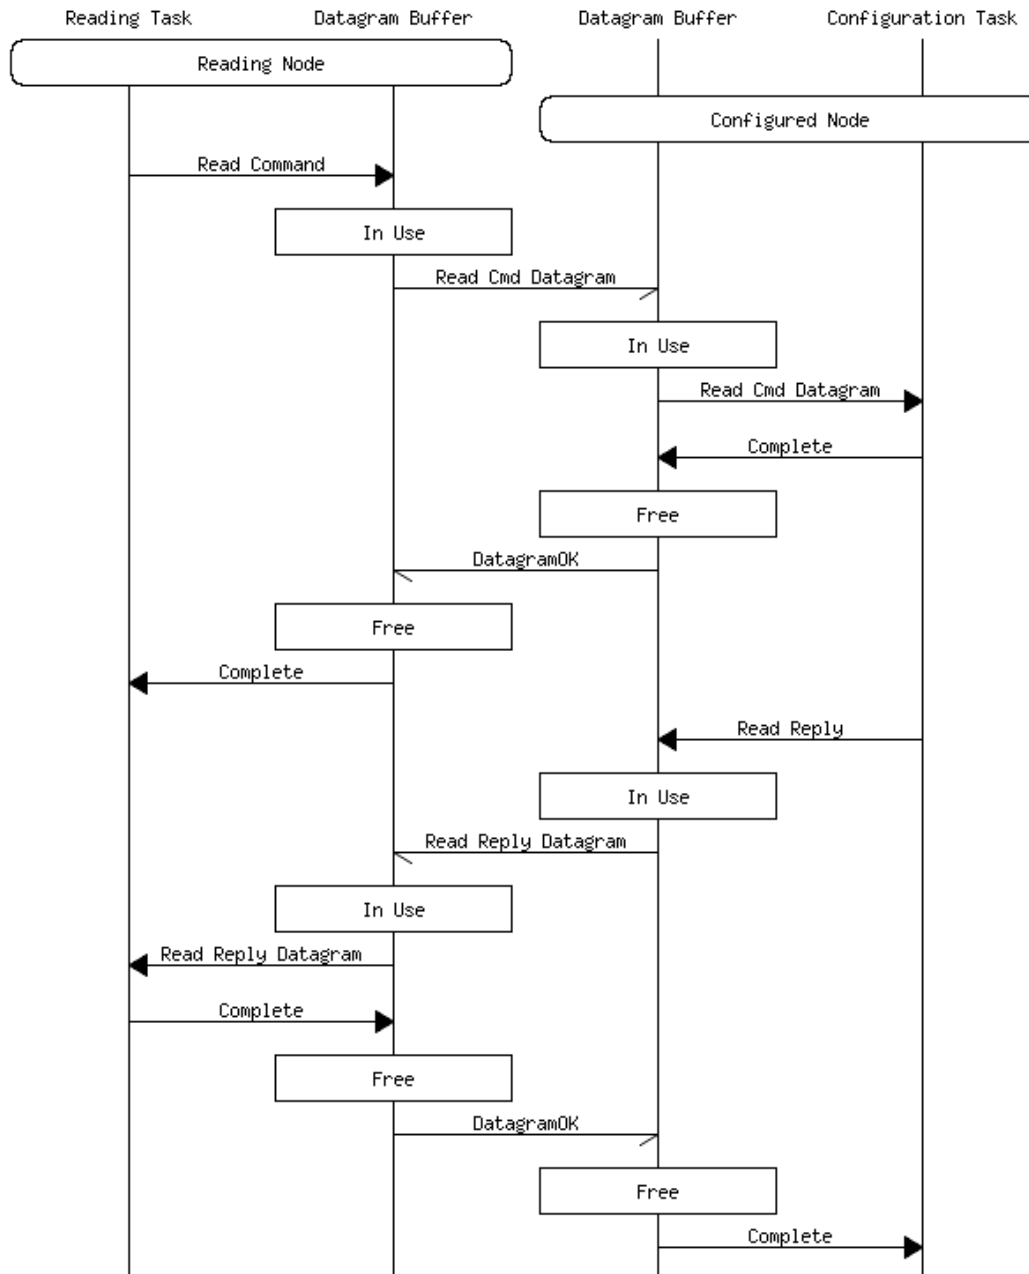 Reading Task
Datagram Buffer
Datagram Buffer
Configuration Task
Reading Node
Configured Node
Read Command
In Use
Read Cmd Datagram
In Use
Read Cmd Datagram
Complete
Free
DatagramOK
Free
Complete
Read Reply
In Use
Read Reply Datagram
In Use
Read Reply Datagram
Complete
Free
DatagramOK
Free
Complete